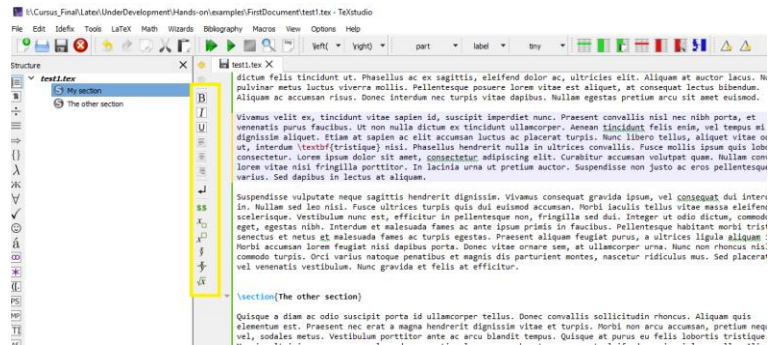 I:\Cursus_Final\Latex\UnderDevelopment\Hands-on\examples\FirstDocument\test1.tex - TeXstudio
File Edit Idefix Tools LaTeX Math Wizards Bibliography Macros View Options Help
\left( \right) part label tiny
Structure
test1.tex
test1.tex
My section
The other section
B
I
U
$$
{}
λ
Ж
∀
á
PS
MP
TI
dictum felis tincidunt ut. Phasellus ac ex sagittis, eleifend dolor ac, ultricies elit. Aliquam at auctor lacus.
pulvinar metus luctus viverra mollis. Pellentesque posuere lorem vitae est aliquet, at consequat lectus bibendum.
Aliquam ac accumsan risus. Donec interdum nec turpis vitae dapibus. Nullam egestas pretium arcu sit amet euismod.
Vivamus velit ex, tincidunt vitae sapien id, suscipit imperdiet nunc. Praesent convallis nisl nec nibh porta, et
venenatis purus faucibus. Ut non nulla dictum ex tincidunt ullamcorper. Aenean tincidunt felis enim, vel tempus mi
dignissim aliquet. Etiam at sapien ac elit accumsan luctus ac placerat turpis. Nunc libero tellus, aliquet vitae
ut, interdum \textbf{tristique} nisi. Phasellus hendrerit nulla in ultrices convallis. Fusce mollis ipsum quis
consectetur. Lorem ipsum dolor sit amet, consectetur adipiscing elit. Curabitur accumsan volutpat quam. Nullam
lorem vitae nisi fringilla porttitor. In lacinia urna ut pretium auctor. Suspendisse non justo ac eros
varius. Sed dapibus in lectus at aliquam.
Suspendisse vulputate neque sagittis hendrerit dignissim. Vivamus consequat gravida ipsum, vel consequat dui
in. Nullam sed leo nisi. Fusce ultrices turpis quis dui euismod accumsan. Morbi iaculis tellus vitae massa
scelerisque. Vestibulum nunc est, efficitur in pellentesque non, fringilla sed dui. Integer ut odio dictum,
eget, egestas nibh. Interdum et malesuada fames ac ante ipsum primis in faucibus. Pellentesque habitant morbi
senectus et netus et malesuada fames ac turpis egestas. Praesent aliquam feugiat purus, a ultrices ligula aliquam
Morbi accumsan lorem feugiat nisi dapibus porta. Donec vitae ornare sem, at ullamcorper urna. Nunc non rhoncus
commodo turpis. Orci varius natoque penatibus et magnis dis parturient montes, nascetur ridiculus mus. Sed
vel venenatis vestibulum. Nunc gravida et felis at efficitur.
\section{The other section}
Quisque a diam ac odio suscipit porta id ullamcorper tellus. Donec convallis sollicitudin rhoncus. Aliquam quis
elementum est. Praesent nec erat a magna hendrerit dignissim vitae et turpis. Morbi non arcu accumsan, pretium
vel, sodales metus. Vestibulum porttitor ante ac arcu blandit tempus. Quisque at purus eu felis lobortis